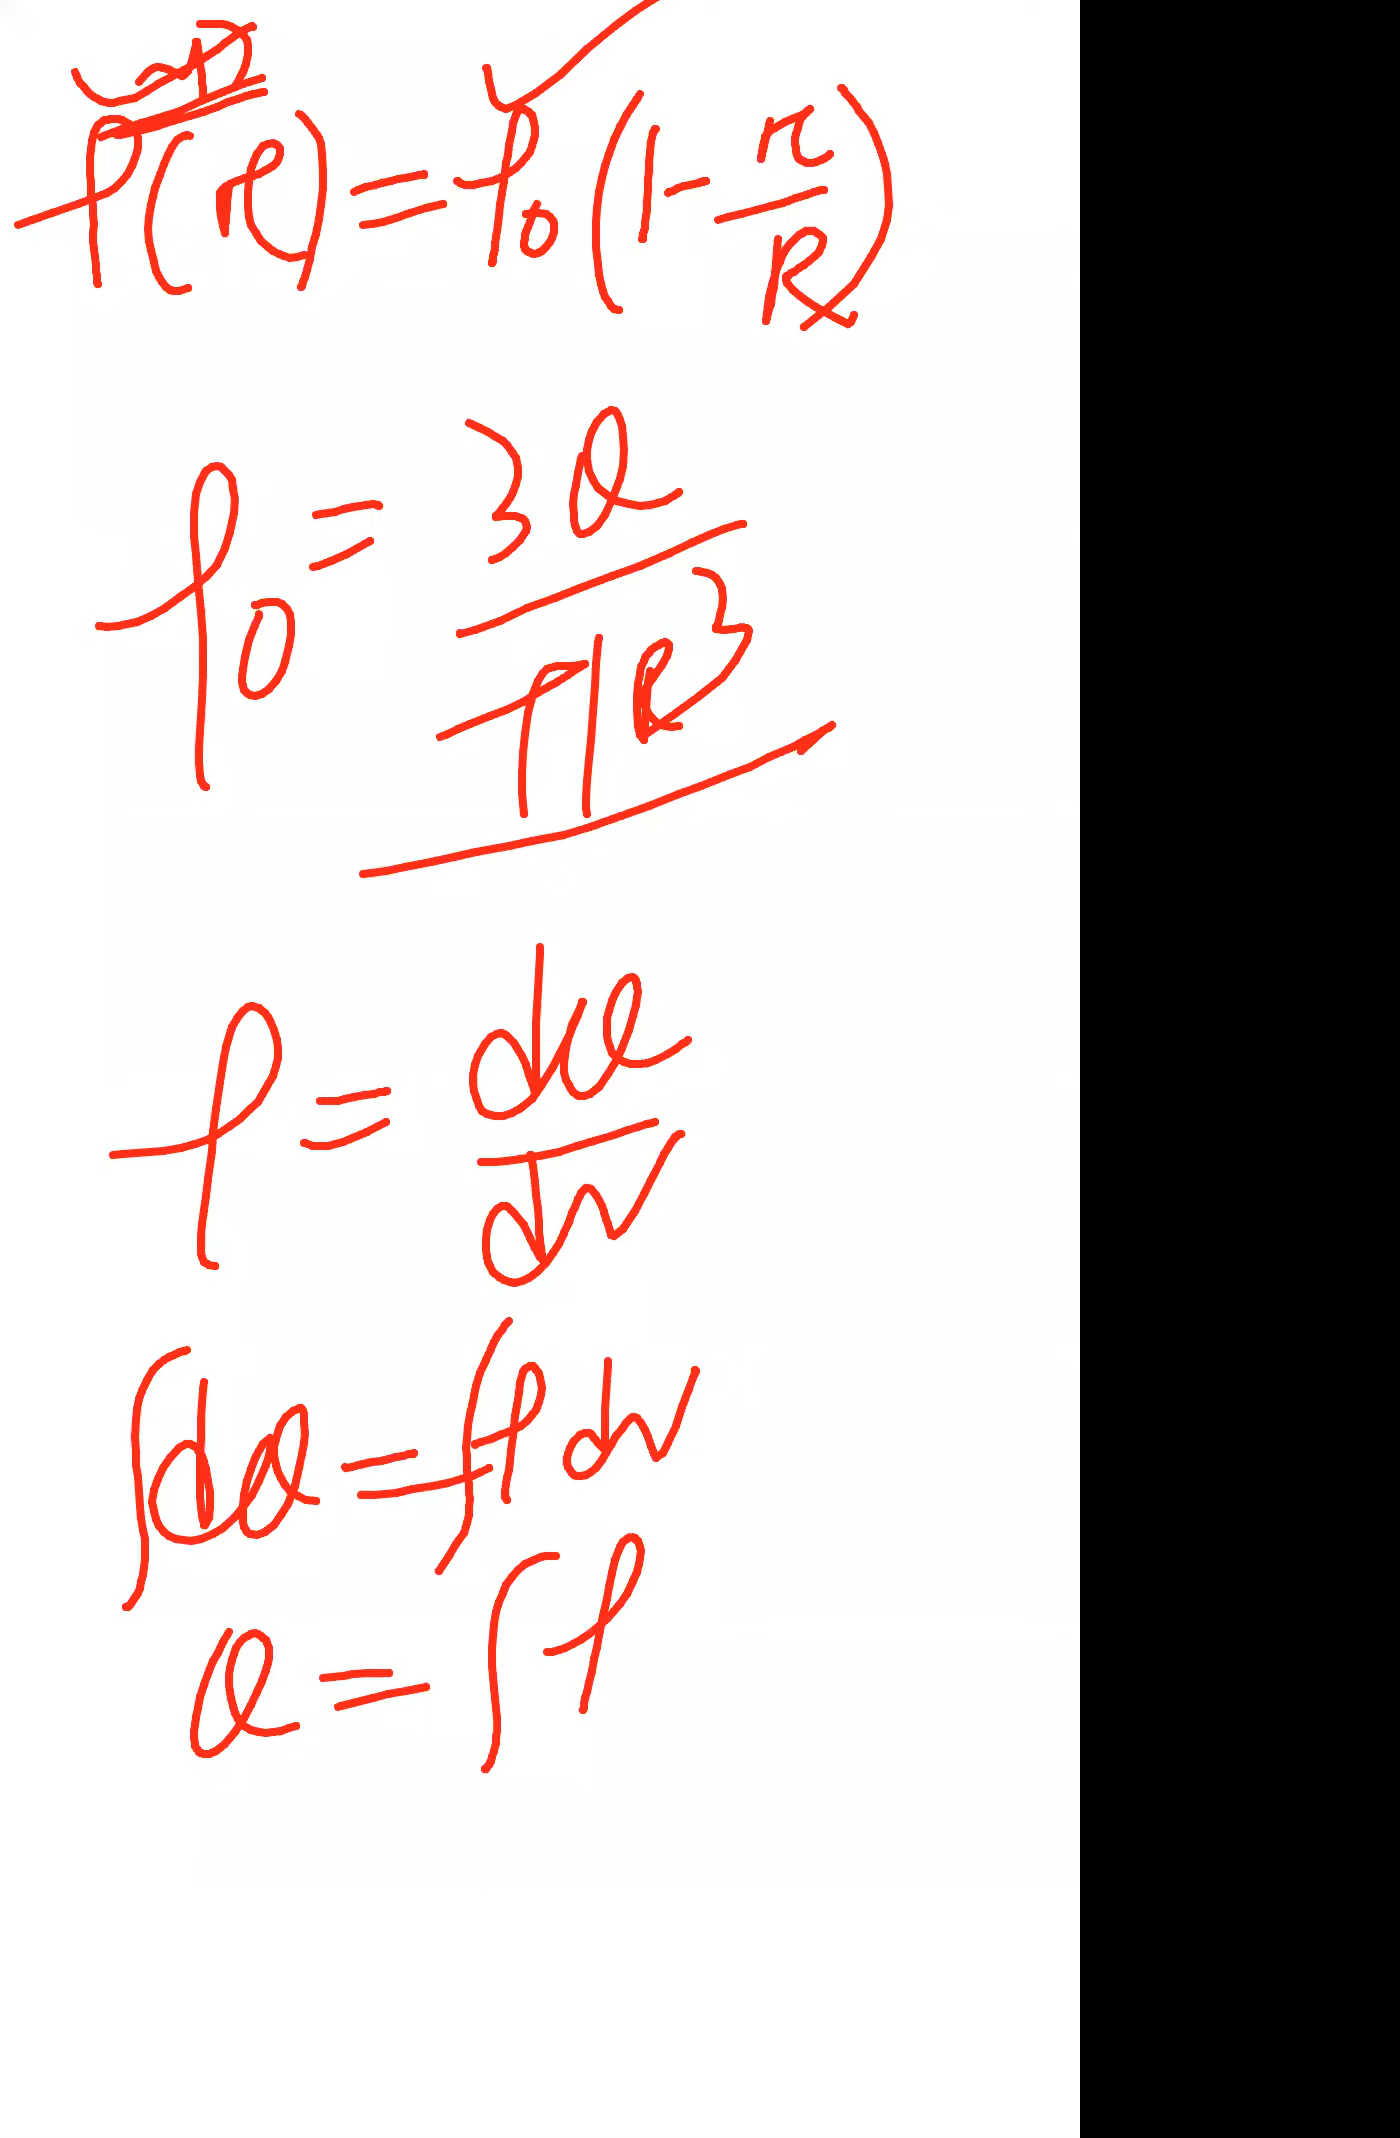 ρ(r) = ρ₀(1 - r/R)
ρ₀ = 3Q/πR³
ρ = dQ/dv
∫dQ = ∫ρ dv
Q = ∫ρ